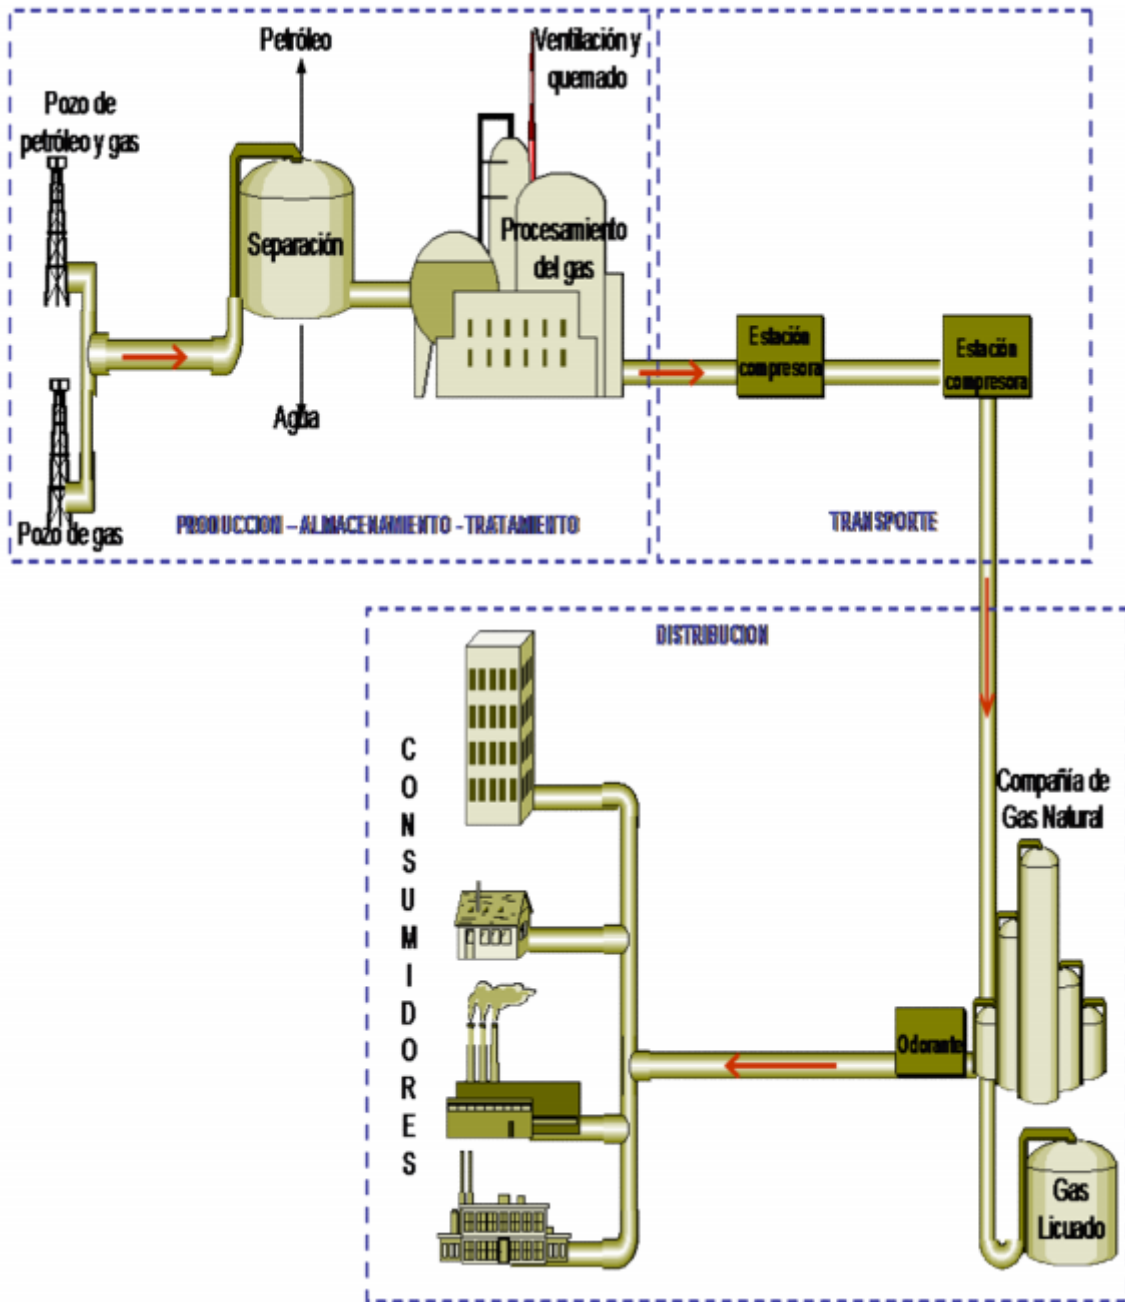 Petróleo
Ventilación y
quemado
Pozo de
petróleo y gas
Separación
Procesamiento
del gas
Agua
Pozo de gas
PRODUCCION – ALMACENAMIENTO - TRATAMIENTO
Estación
compresora
Estación
compresora
TRANSPORTE
DISTRIBUCION
CONSUMIDORES
Compañía de
Gas Natural
Odorante
Gas
Licuado